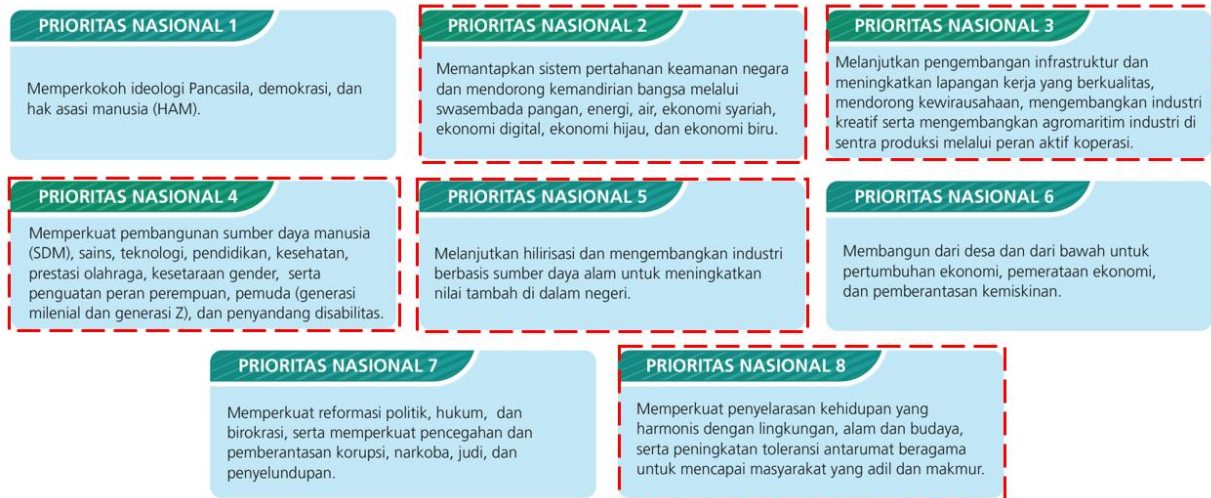 PRIORITAS NASIONAL 1
Memperkokoh ideologi Pancasila, demokrasi, dan
hak asasi manusia (HAM).
PRIORITAS NASIONAL 2
Memantapkan sistem pertahanan keamanan negara
dan mendorong kemandirian bangsa melalui
swasembada pangan, energi, air, ekonomi syariah,
ekonomi digital, ekonomi hijau, dan ekonomi biru.
PRIORITAS NASIONAL 3
Melanjutkan pengembangan infrastruktur dan
meningkatkan lapangan kerja yang berkualitas,
mendorong kewirausahaan, mengembangkan industri
kreatif serta mengembangkan agromaritim industri di
sentra produksi melalui peran aktif koperasi.
PRIORITAS NASIONAL 4
Memperkuat pembangunan sumber daya manusia
(SDM), sains, teknologi, pendidikan, kesehatan,
prestasi olahraga, kesetaraan gender, serta
penguatan peran perempuan, pemuda (generasi
milenial dan generasi Z), dan penyandang disabilitas.
PRIORITAS NASIONAL 5
Melanjutkan hilirisasi dan mengembangkan industri
berbasis sumber daya alam untuk meningkatkan
nilai tambah di dalam negeri.
PRIORITAS NASIONAL 6
Membangun dari desa dan dari bawah untuk
pertumbuhan ekonomi, pemerataan ekonomi,
dan pemberantasan kemiskinan.
PRIORITAS NASIONAL 7
Memperkuat reformasi politik, hukum, dan
birokrasi, serta memperkuat pencegahan dan
pemberantasan korupsi, narkoba, judi, dan
penyelundupan.
PRIORITAS NASIONAL 8
Memperkuat penyelarasan kehidupan yang
harmonis dengan lingkungan, alam dan budaya,
serta peningkatan toleransi antarumat beragama
untuk mencapai masyarakat yang adil dan makmur.